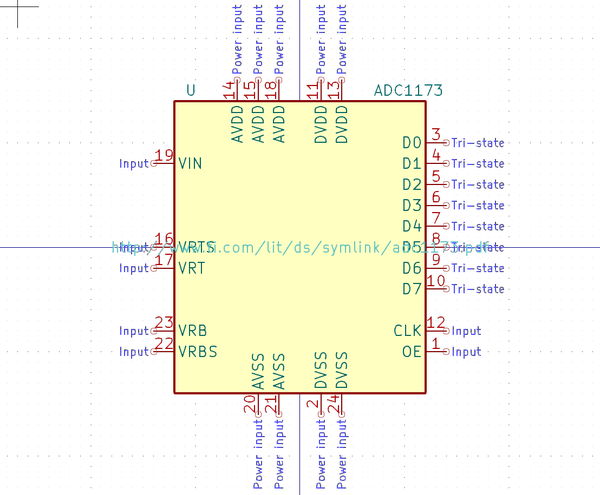 Power input
Power input
Power input
Power input
Power input
14
15
18
11
13
U
ADC1173
AVDD
AVDD
AVDD
DVDD
DVDD
D0 3 Tri-state
Input 19 VIN
D1 4 Tri-state
D2 5 Tri-state
D3 6 Tri-state
D4 7 Tri-state
Input 16 VRTS
D5 8 Tri-state
http://www.ti.com/lit/ds/symlink/adc1173.pdf
Input 17 VRT
D6 9 Tri-state
D7 10 Tri-state
Input 23 VRB
CLK 12 Input
Input 22 VRBS
OE 1 Input
AVSS
AVSS
DVSS
DVSS
20
21
2
24
Power input
Power input
Power input
Power input